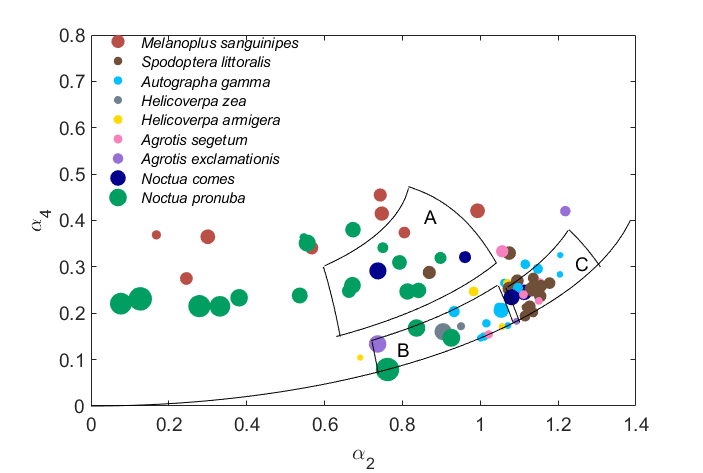 0.8
Melanoplus sanguinipes
Spodoptera littoralis
0.7
Autographa gamma
Helicoverpa zea
0.6
Helicoverpa armigera
Agrotis segetum
Agrotis exclamationis
0.5
Noctua comes
Noctua pronuba
A
α4
0.4
0.3
C
0.2
B
0.1
0
0 0.2 0.4 0.6 0.8 1 1.2 1.4
α2